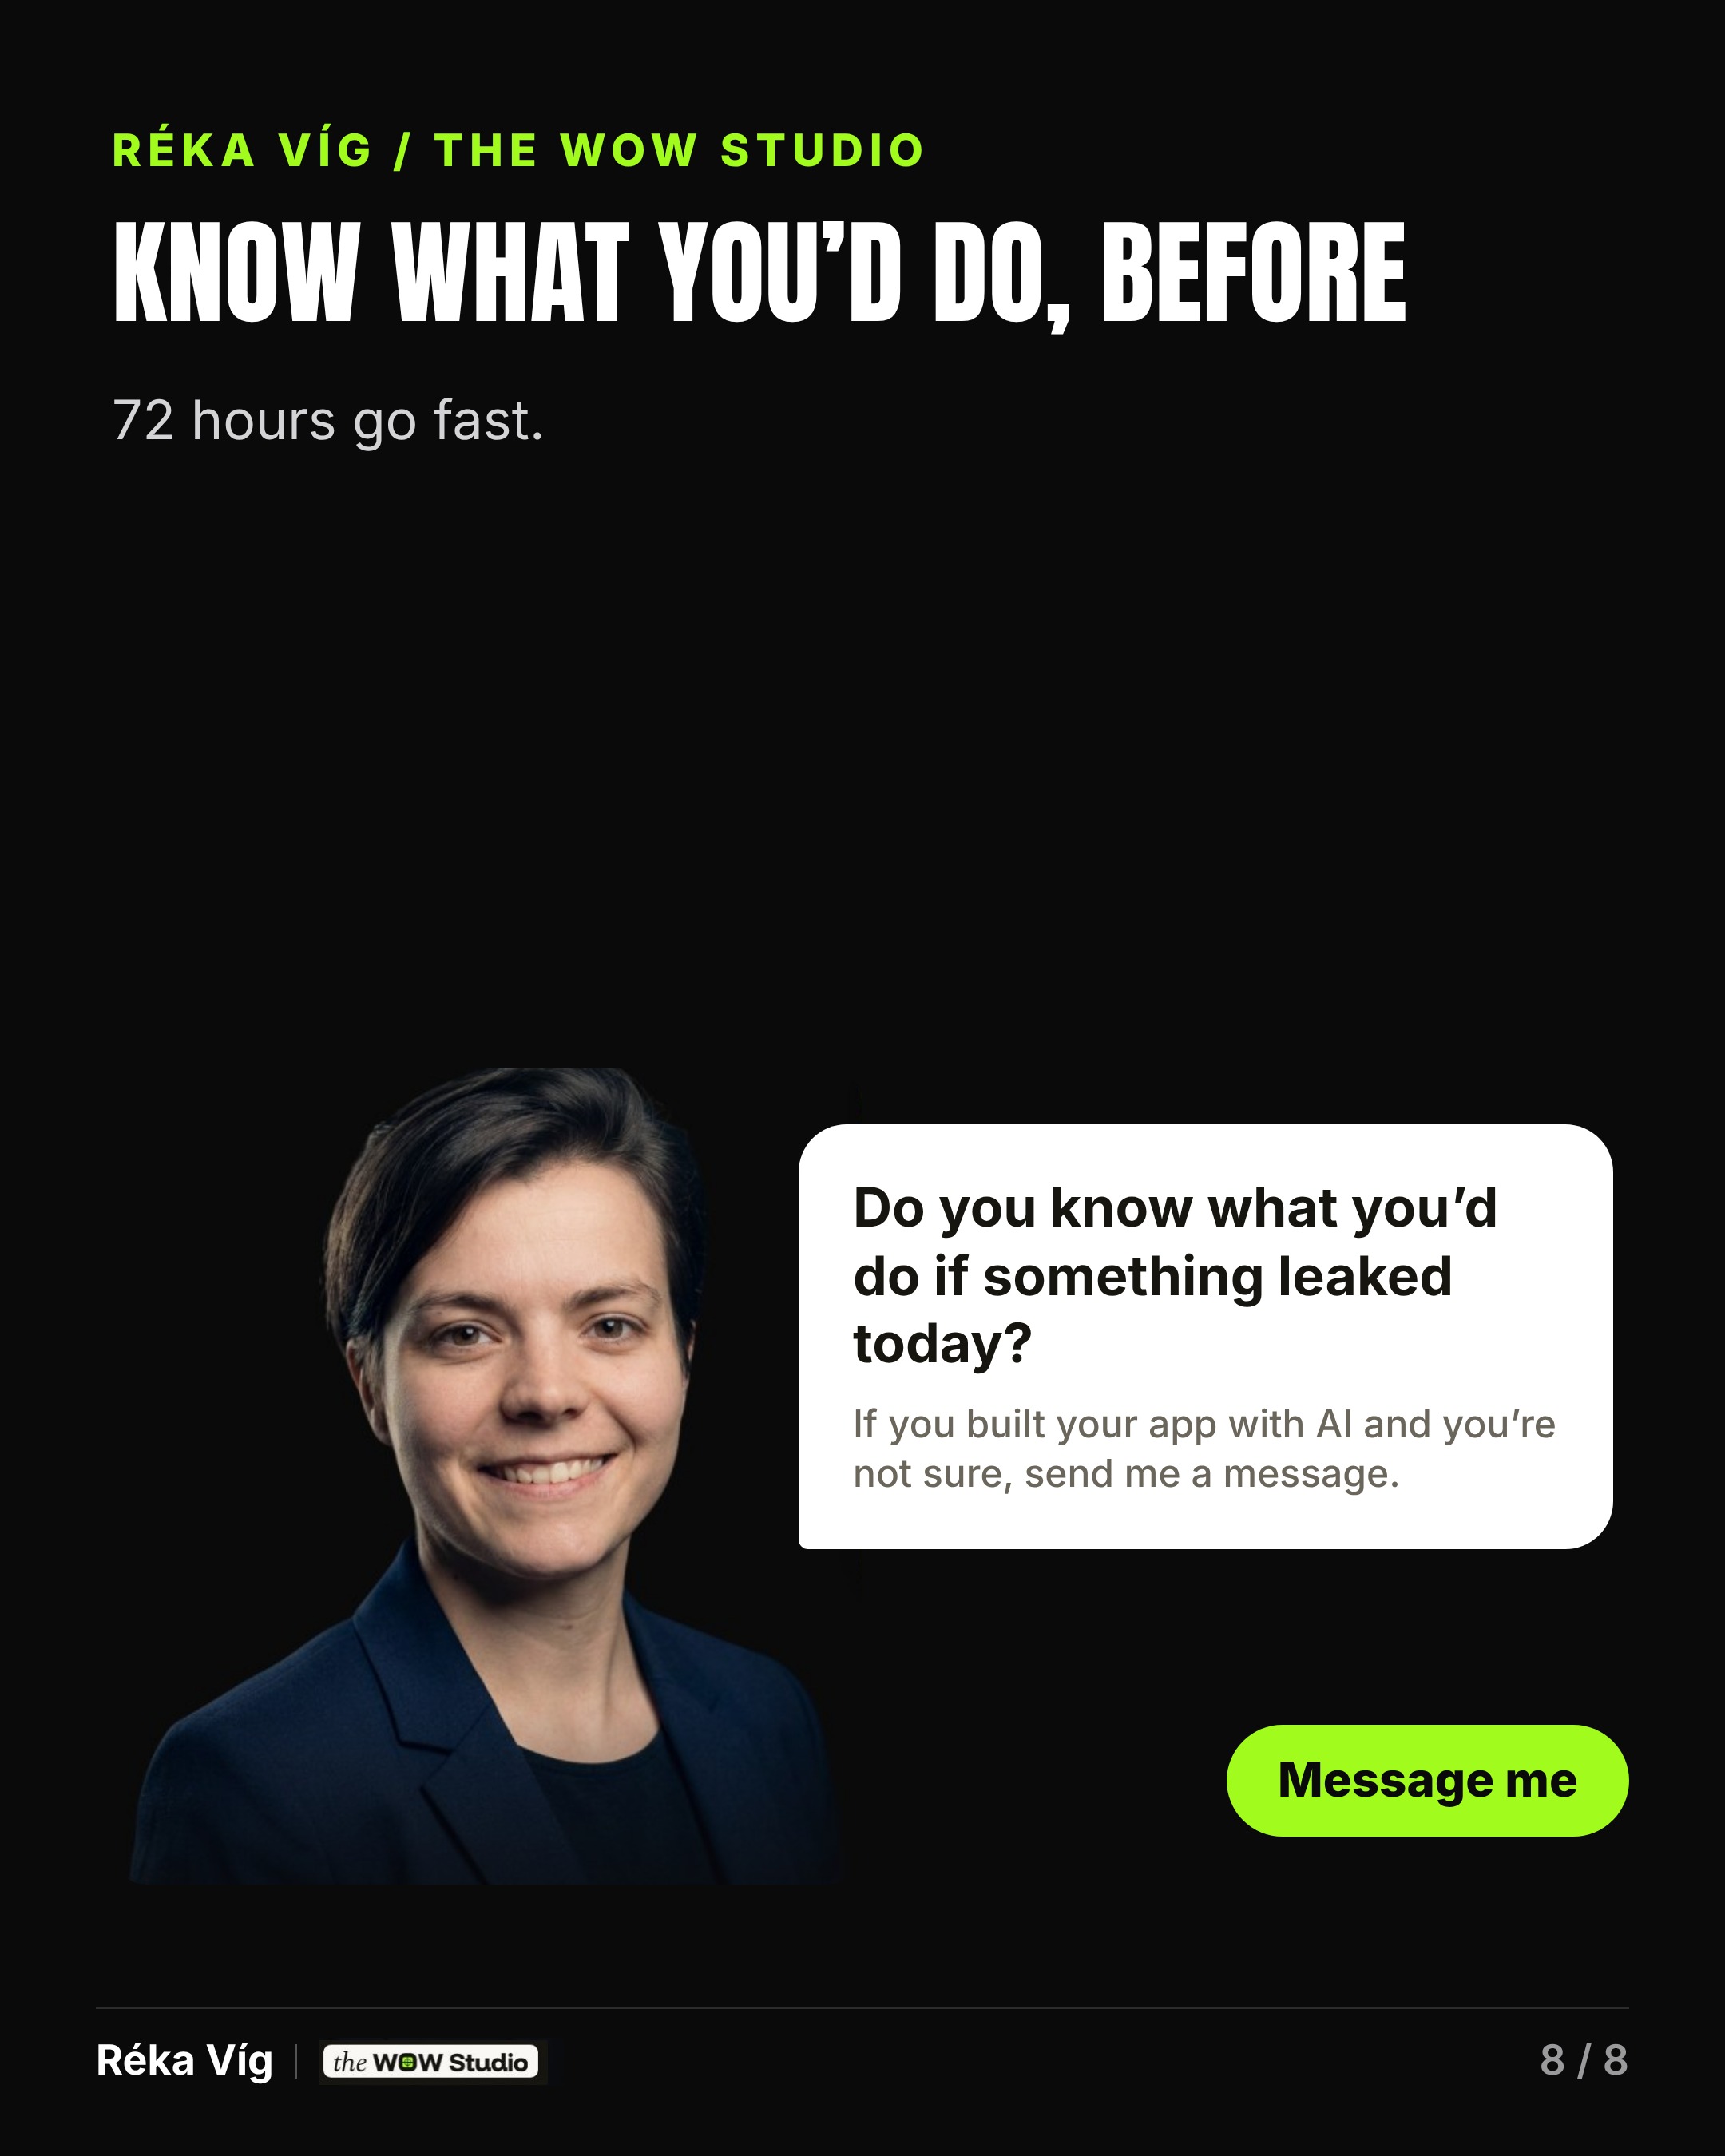 RÉKA VÍG / THE WOW STUDIO
KNOW WHAT YOU’D DO, BEFORE
72 hours go fast.
Do you know what you’d
do if something leaked
today?
If you built your app with AI and you’re
not sure, send me a message.
Message me
Réka Víg
the WOW Studio
8 / 8